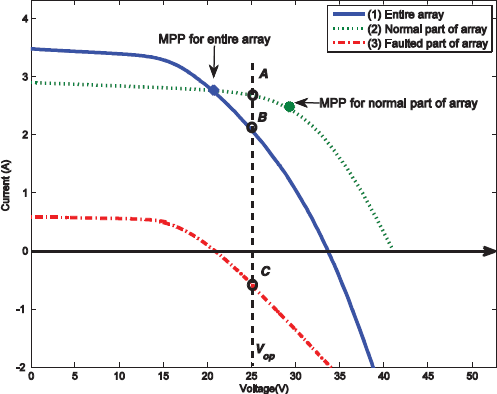 (1) Entire array
(2) Normal part of array
(3) Faulted part of array
MPP for entire array
MPP for normal part of array
A
B
C
Vop
Current (A)
4
3
2
1
0
-1
-2
0 5 10 15 20 25 30 35 40 45 50
Voltage(V)